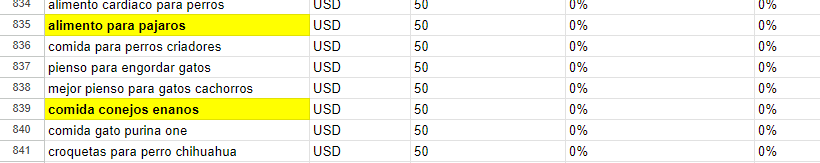 834 alimento cardiaco para perros USD 50 0% 0%
835 alimento para pajaros USD 50 0% 0%
836 comida para perros criadores USD 50 0% 0%
837 pienso para engordar gatos USD 50 0% 0%
838 mejor pienso para gatos cachorros USD 50 0% 0%
839 comida conejos enanos USD 50 0% 0%
840 comida gato purina one USD 50 0% 0%
841 croquetas para perro chihuahua USD 50 0% 0%